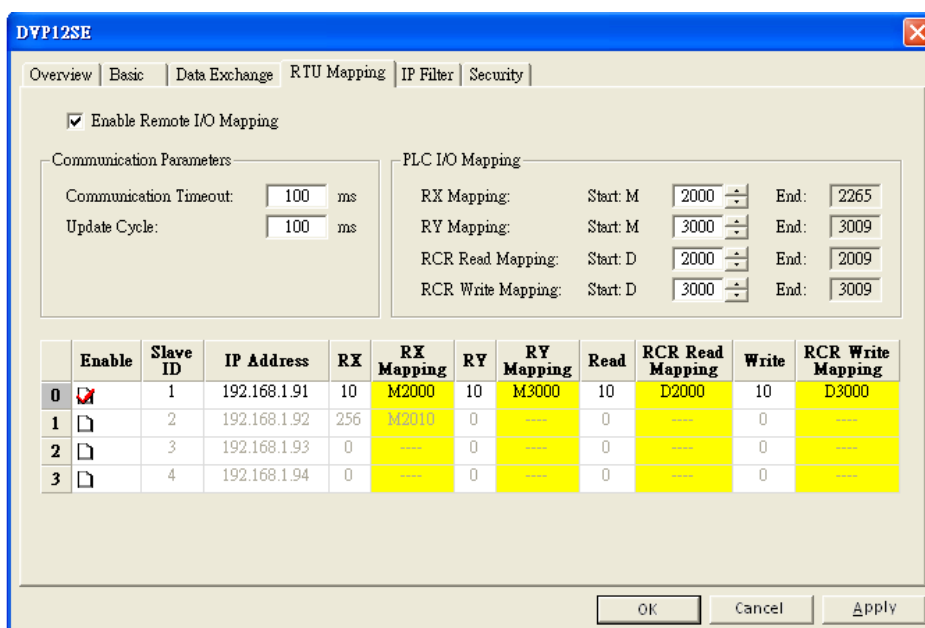 DVP12SE
Overview Basic Data Exchange RTU Mapping IP Filter Security
Enable Remote I/O Mapping
Communication Parameters
Communication Timeout: 100 ms
Update Cycle: 100 ms
PLC I/O Mapping
RX Mapping: Start: M 2000 End: 2265
RY Mapping: Start: M 3000 End: 3009
RCR Read Mapping: Start: D 2000 End: 2009
RCR Write Mapping: Start: D 3000 End: 3009
Enable Slave ID IP Address RX RX Mapping RY RY Mapping Read RCR Read Mapping Write RCR Write Mapping
0 1 192.168.1.91 10 M2000 10 M3000 10 D2000 10 D3000
1 2 192.168.1.92 256 M2010 0 ---- 0 ---- 0 ----
2 3 192.168.1.93 0 ---- 0 ---- 0 ---- 0 ----
3 4 192.168.1.94 0 ---- 0 ---- 0 ---- 0 ----
OK Cancel Apply